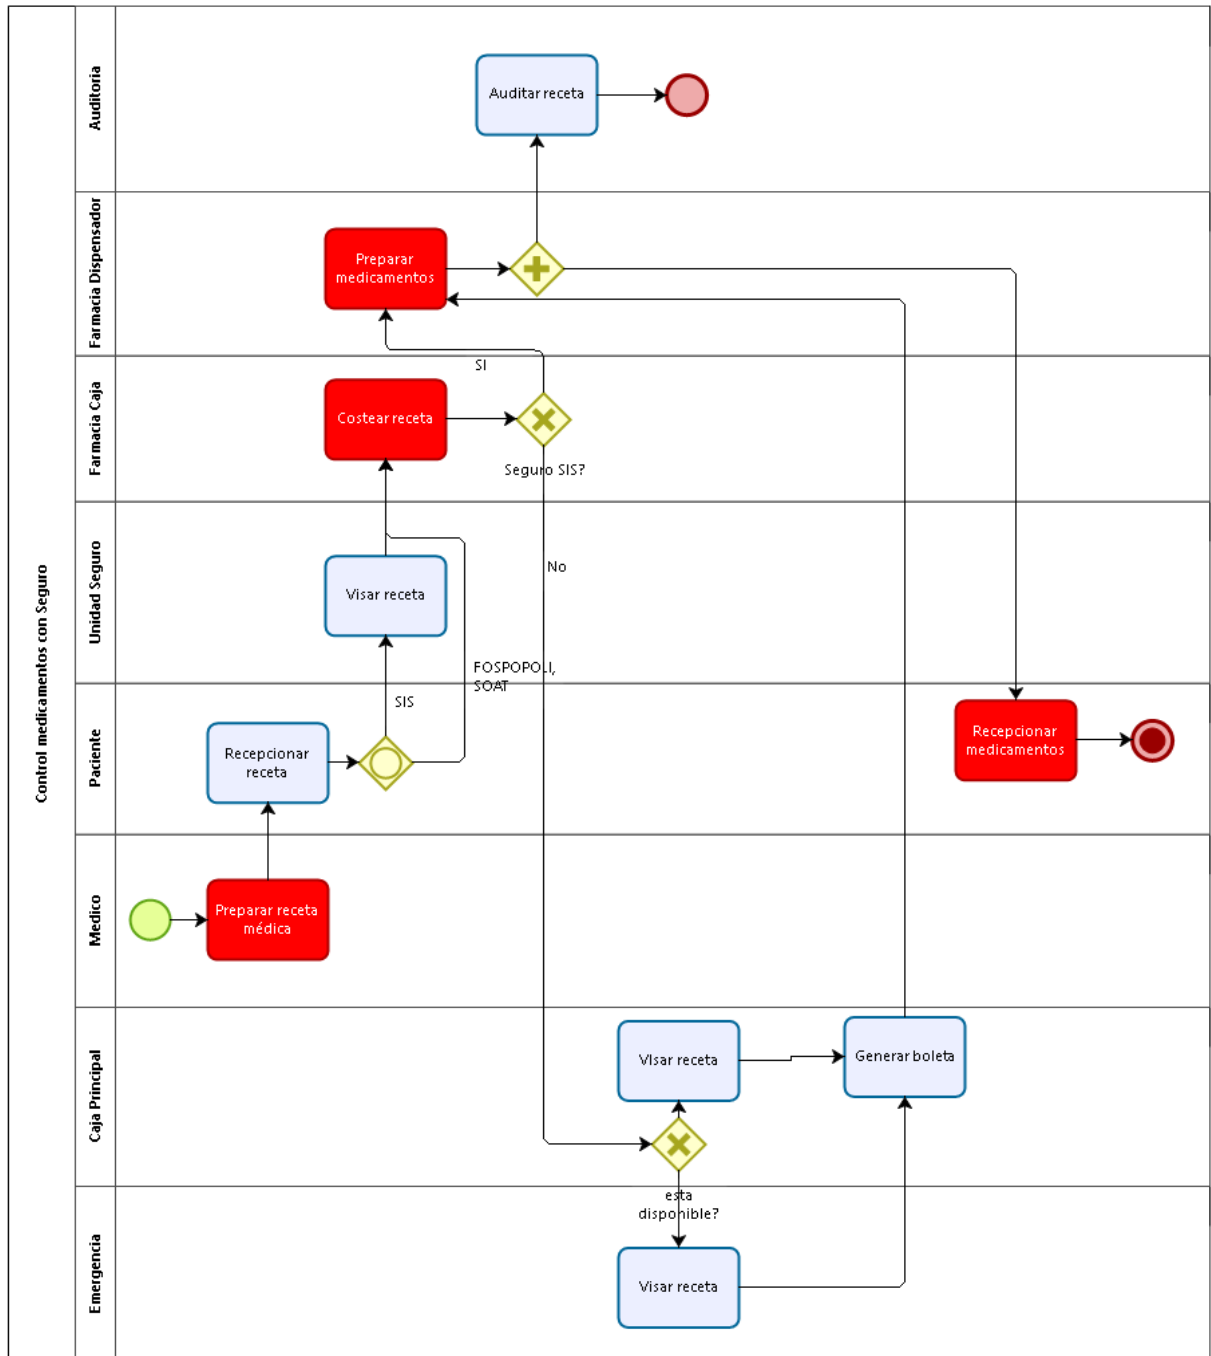 Control medicamentos con Seguro
Auditoria
Auditar receta
Farmacia Dispensador
Preparar
medicamentos
SI
Farmacia Caja
Costear receta
Seguro SIS?
Unidad Seguro
Visar receta
No
FOSPOPOLI,
SOAT
SIS
Paciente
Recepcionar
receta
Recepcionar
medicamentos
Medico
Preparar receta
médica
Caja Principal
VIsar receta
Generar boleta
esta
disponible?
Emergencia
Visar receta